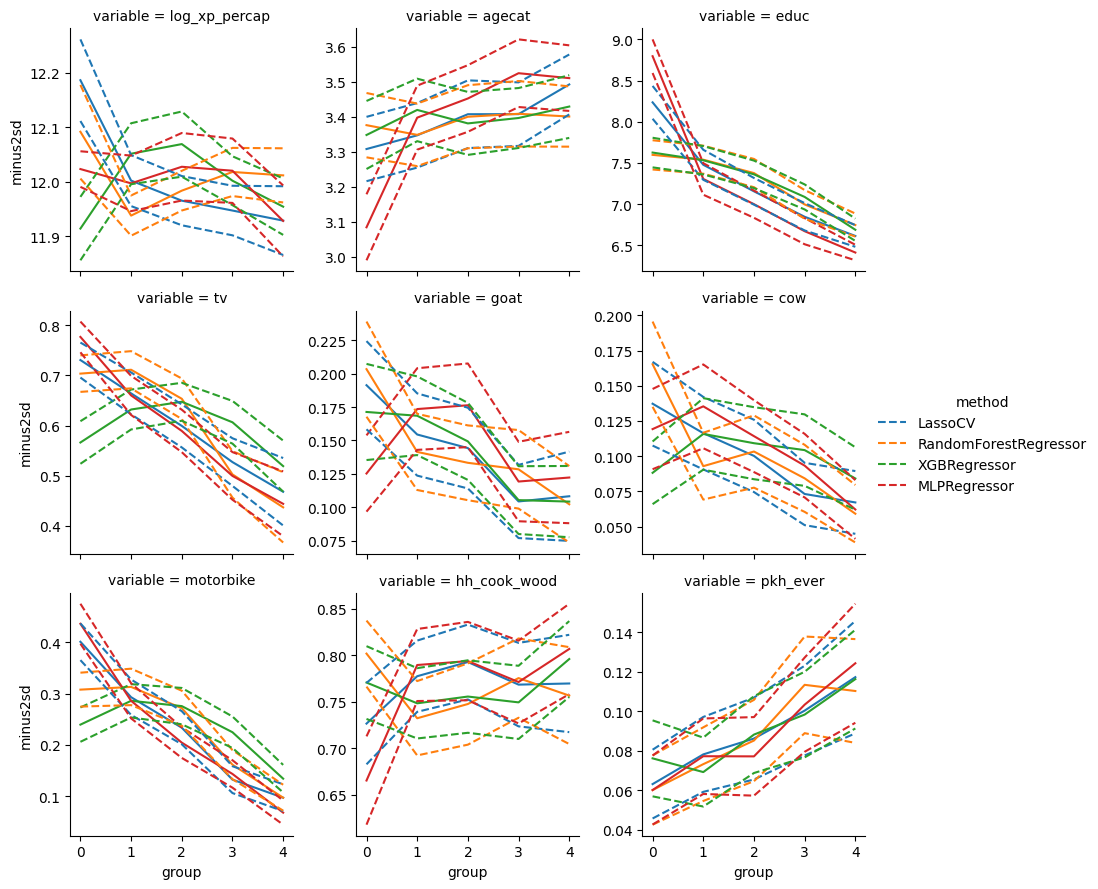 variable = log_xp_percap
variable = agecat
variable = educ
minus2sd
12.2
12.1
12.0
11.9
3.6
3.5
3.4
3.3
3.2
3.1
3.0
9.0
8.5
8.0
7.5
7.0
6.5
variable = tv
variable = goat
variable = cow
minus2sd
0.8
0.7
0.6
0.5
0.4
0.225
0.200
0.175
0.150
0.125
0.100
0.075
0.200
0.175
0.150
0.125
0.100
0.075
0.050
method
LassoCV
RandomForestRegressor
XGBRegressor
MLPRegressor
variable = motorbike
variable = hh_cook_wood
variable = pkh_ever
minus2sd
0.4
0.3
0.2
0.1
0.85
0.80
0.75
0.70
0.65
0.14
0.12
0.10
0.08
0.06
0.04
0 1 2 3 4
0 1 2 3 4
0 1 2 3 4
group
group
group